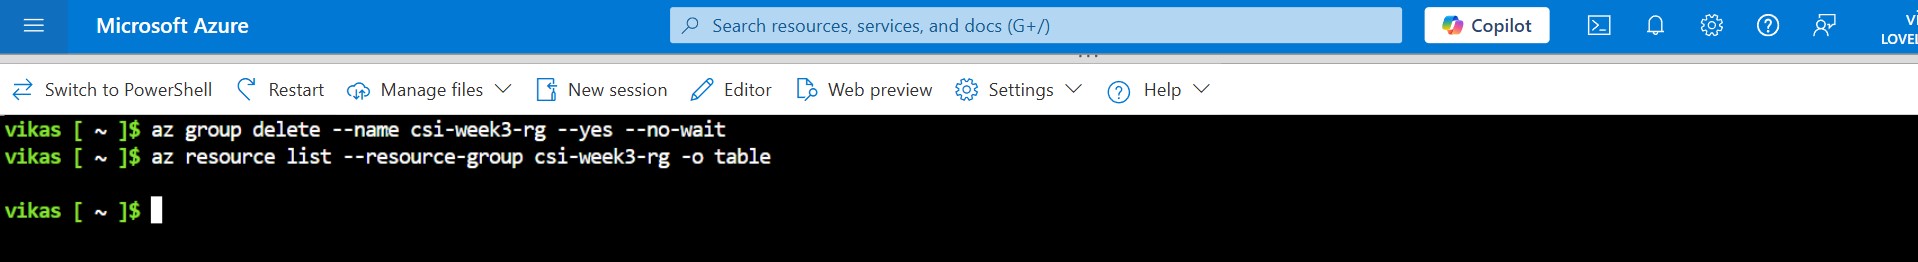 Microsoft Azure
Search resources, services, and docs (G+/)
Copilot
Switch to PowerShell Restart Manage files New session Editor Web preview Settings Help
vikas [ ~ ]$ az group delete --name csi-week3-rg --yes --no-wait
vikas [ ~ ]$ az resource list --resource-group csi-week3-rg -o table
vikas [ ~ ]$